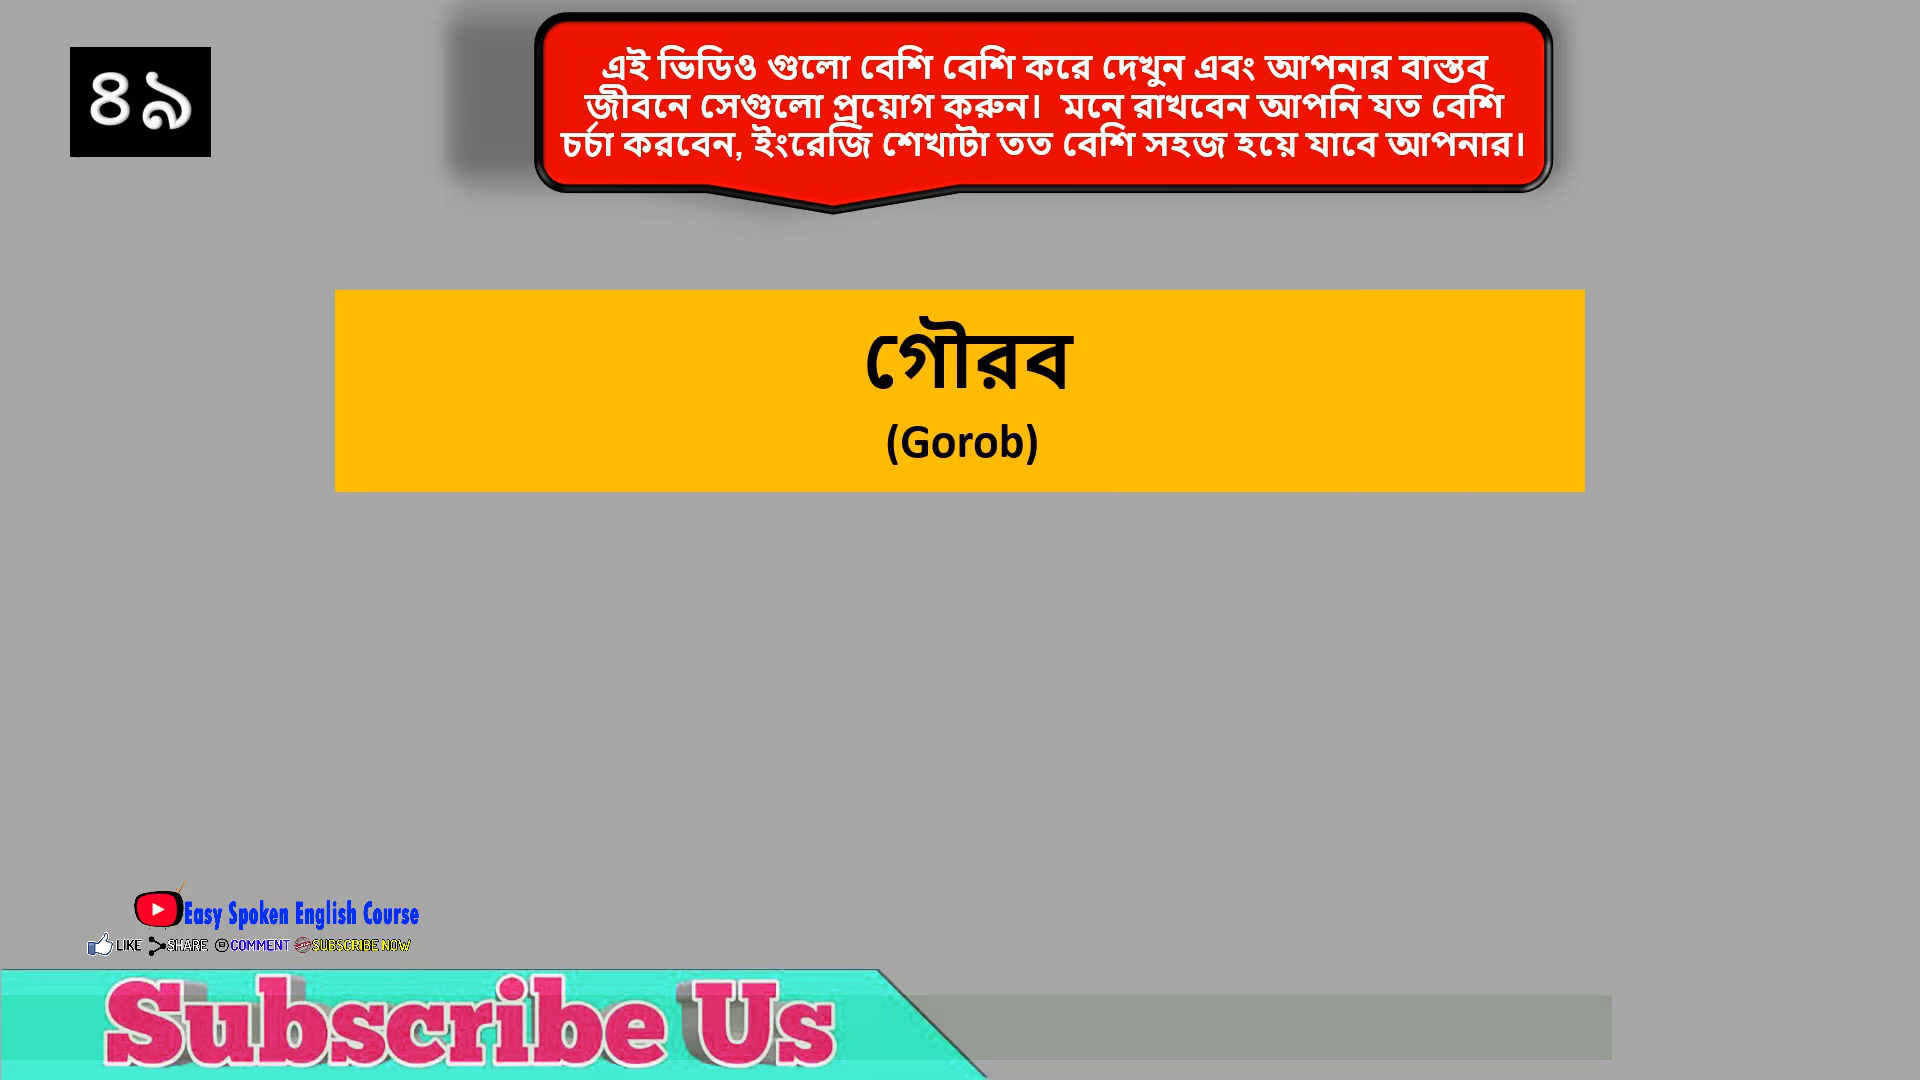 ৪৯
এই ভিডিও গুলো বেশি বেশি করে দেখুন এবং আপনার বাস্তব
জীবনে সেগুলো প্রয়োগ করুন। মনে রাখবেন আপনি যত বেশি
চর্চা করবেন, ইংরেজি শেখাটা তত বেশি সহজ হয়ে যাবে আপনার।
গৌরব
(Gorob)
Easy Spoken English Course
LIKE SHARE COMMENT SUBSCRIBE NOW
Subscribe Us